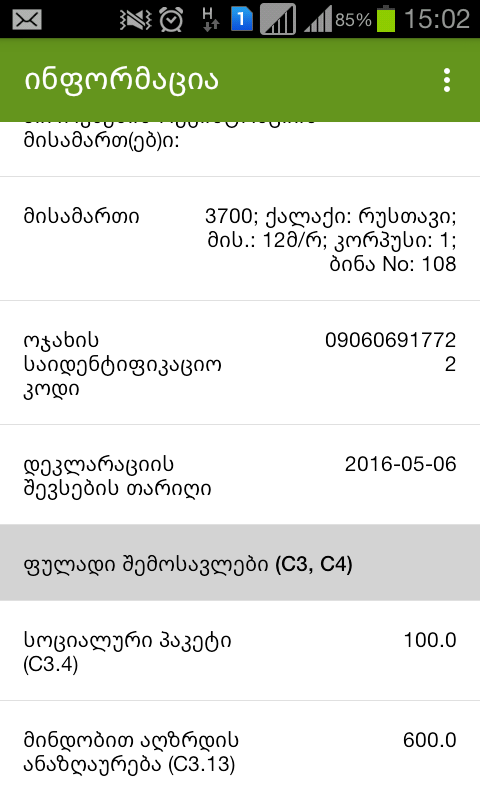 H
1
85%
15:02
ინფორმაცია
მისამართ(ებ)ი:
მისამართი
3700; ქალაქი: რუსთავი;
მის.: 12მ/რ; კორპუსი: 1;
ბინა No: 108
ოჯახის
საიდენტიფიკაციო
კოდი
09060691772
2
დეკლარაციის
შევსების თარიღი
2016-05-06
ფულადი შემოსავლები (C3, C4)
სოციალური პაკეტი
(C3.4)
100.0
მინდობით აღზრდის
ანაზღაურება (C3.13)
600.0